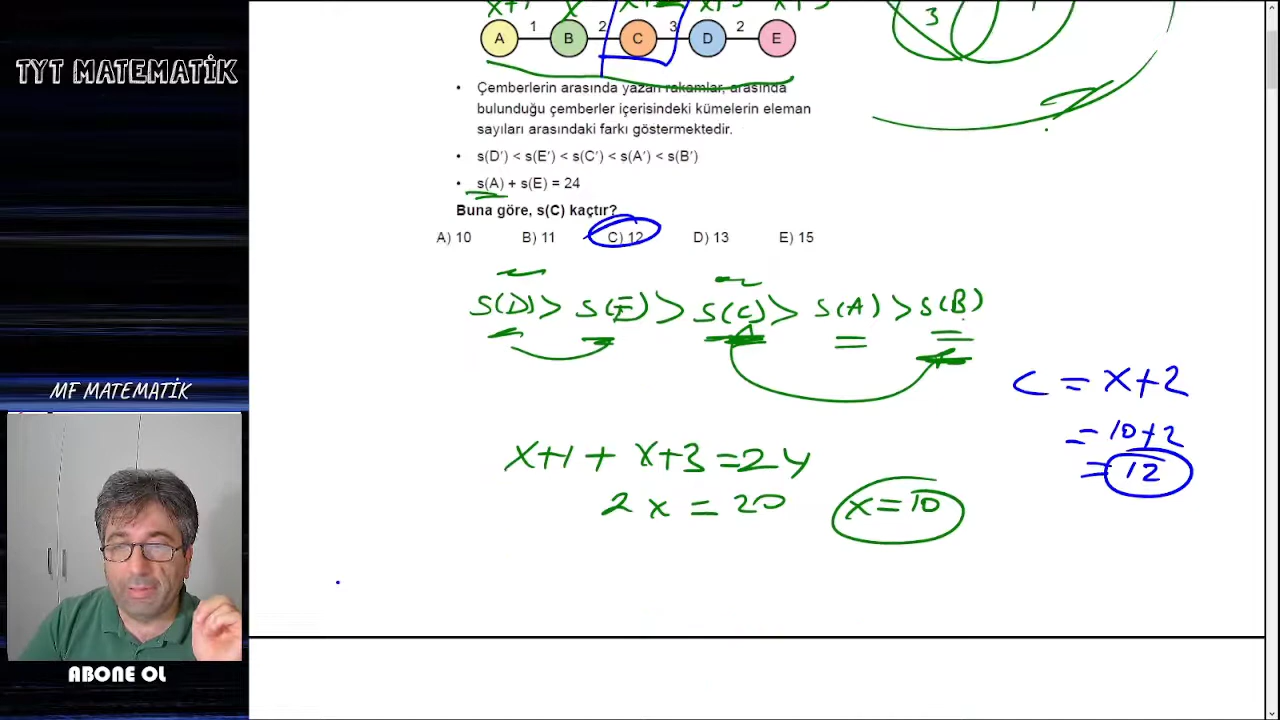 TYT MATEMATİK
x+1 x
1 2 3 2
A B C D E
3
• Çemberlerin arasında yazan rakamlar, arasında
bulunduğu çemberler içerisindeki kümelerin eleman
sayıları arasındaki farkı göstermektedir.
• s(D') < s(E') < s(C') < s(A') < s(B')
• s(A) + s(E) = 24
Buna göre, s(C) kaçtır?
A) 10 B) 11 C) 12 D) 13 E) 15
s(D) > s(E) > s(C) > s(A) > s(B)
C = x+2
= 10+2
= 12
x+1 + x+3 = 24
2x = 20 x = 10
MF MATEMATİK
ABONE OL